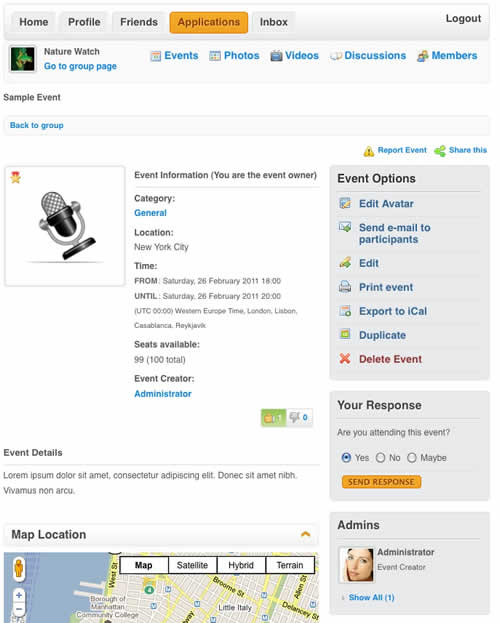 Home Profile Friends Applications Inbox Logout
Nature Watch
Go to group page
Events Photos Videos Discussions Members
Sample Event
Back to group
Report Event Share this
Event Information (You are the event owner)
Category:
General
Location:
New York City
Time:
FROM: Saturday, 26 February 2011 18:00
UNTIL: Saturday, 26 February 2011 20:00
(UTC 00:00) Western Europe Time, London, Lisbon,
Casablanca, Reykjavik
Seats available:
99 (100 total)
Event Creator:
Administrator
1 0
Event Details
Lorem ipsum dolor sit amet, consectetur adipiscing elit. Donec sit amet nibh.
Vivamus non arcu.
Map Location
Map Satellite Hybrid Terrain
West St
Broome St
Allen St
Borough of
Manhattan
Community College
Little Italy
Delancey St
Event Options
Edit Avatar
Send e-mail to
participants
Edit
Print event
Export to iCal
Duplicate
Delete Event
Your Response
Are you attending this event?
Yes No Maybe
SEND RESPONSE
Admins
Administrator
Event Creator
Show All (1)